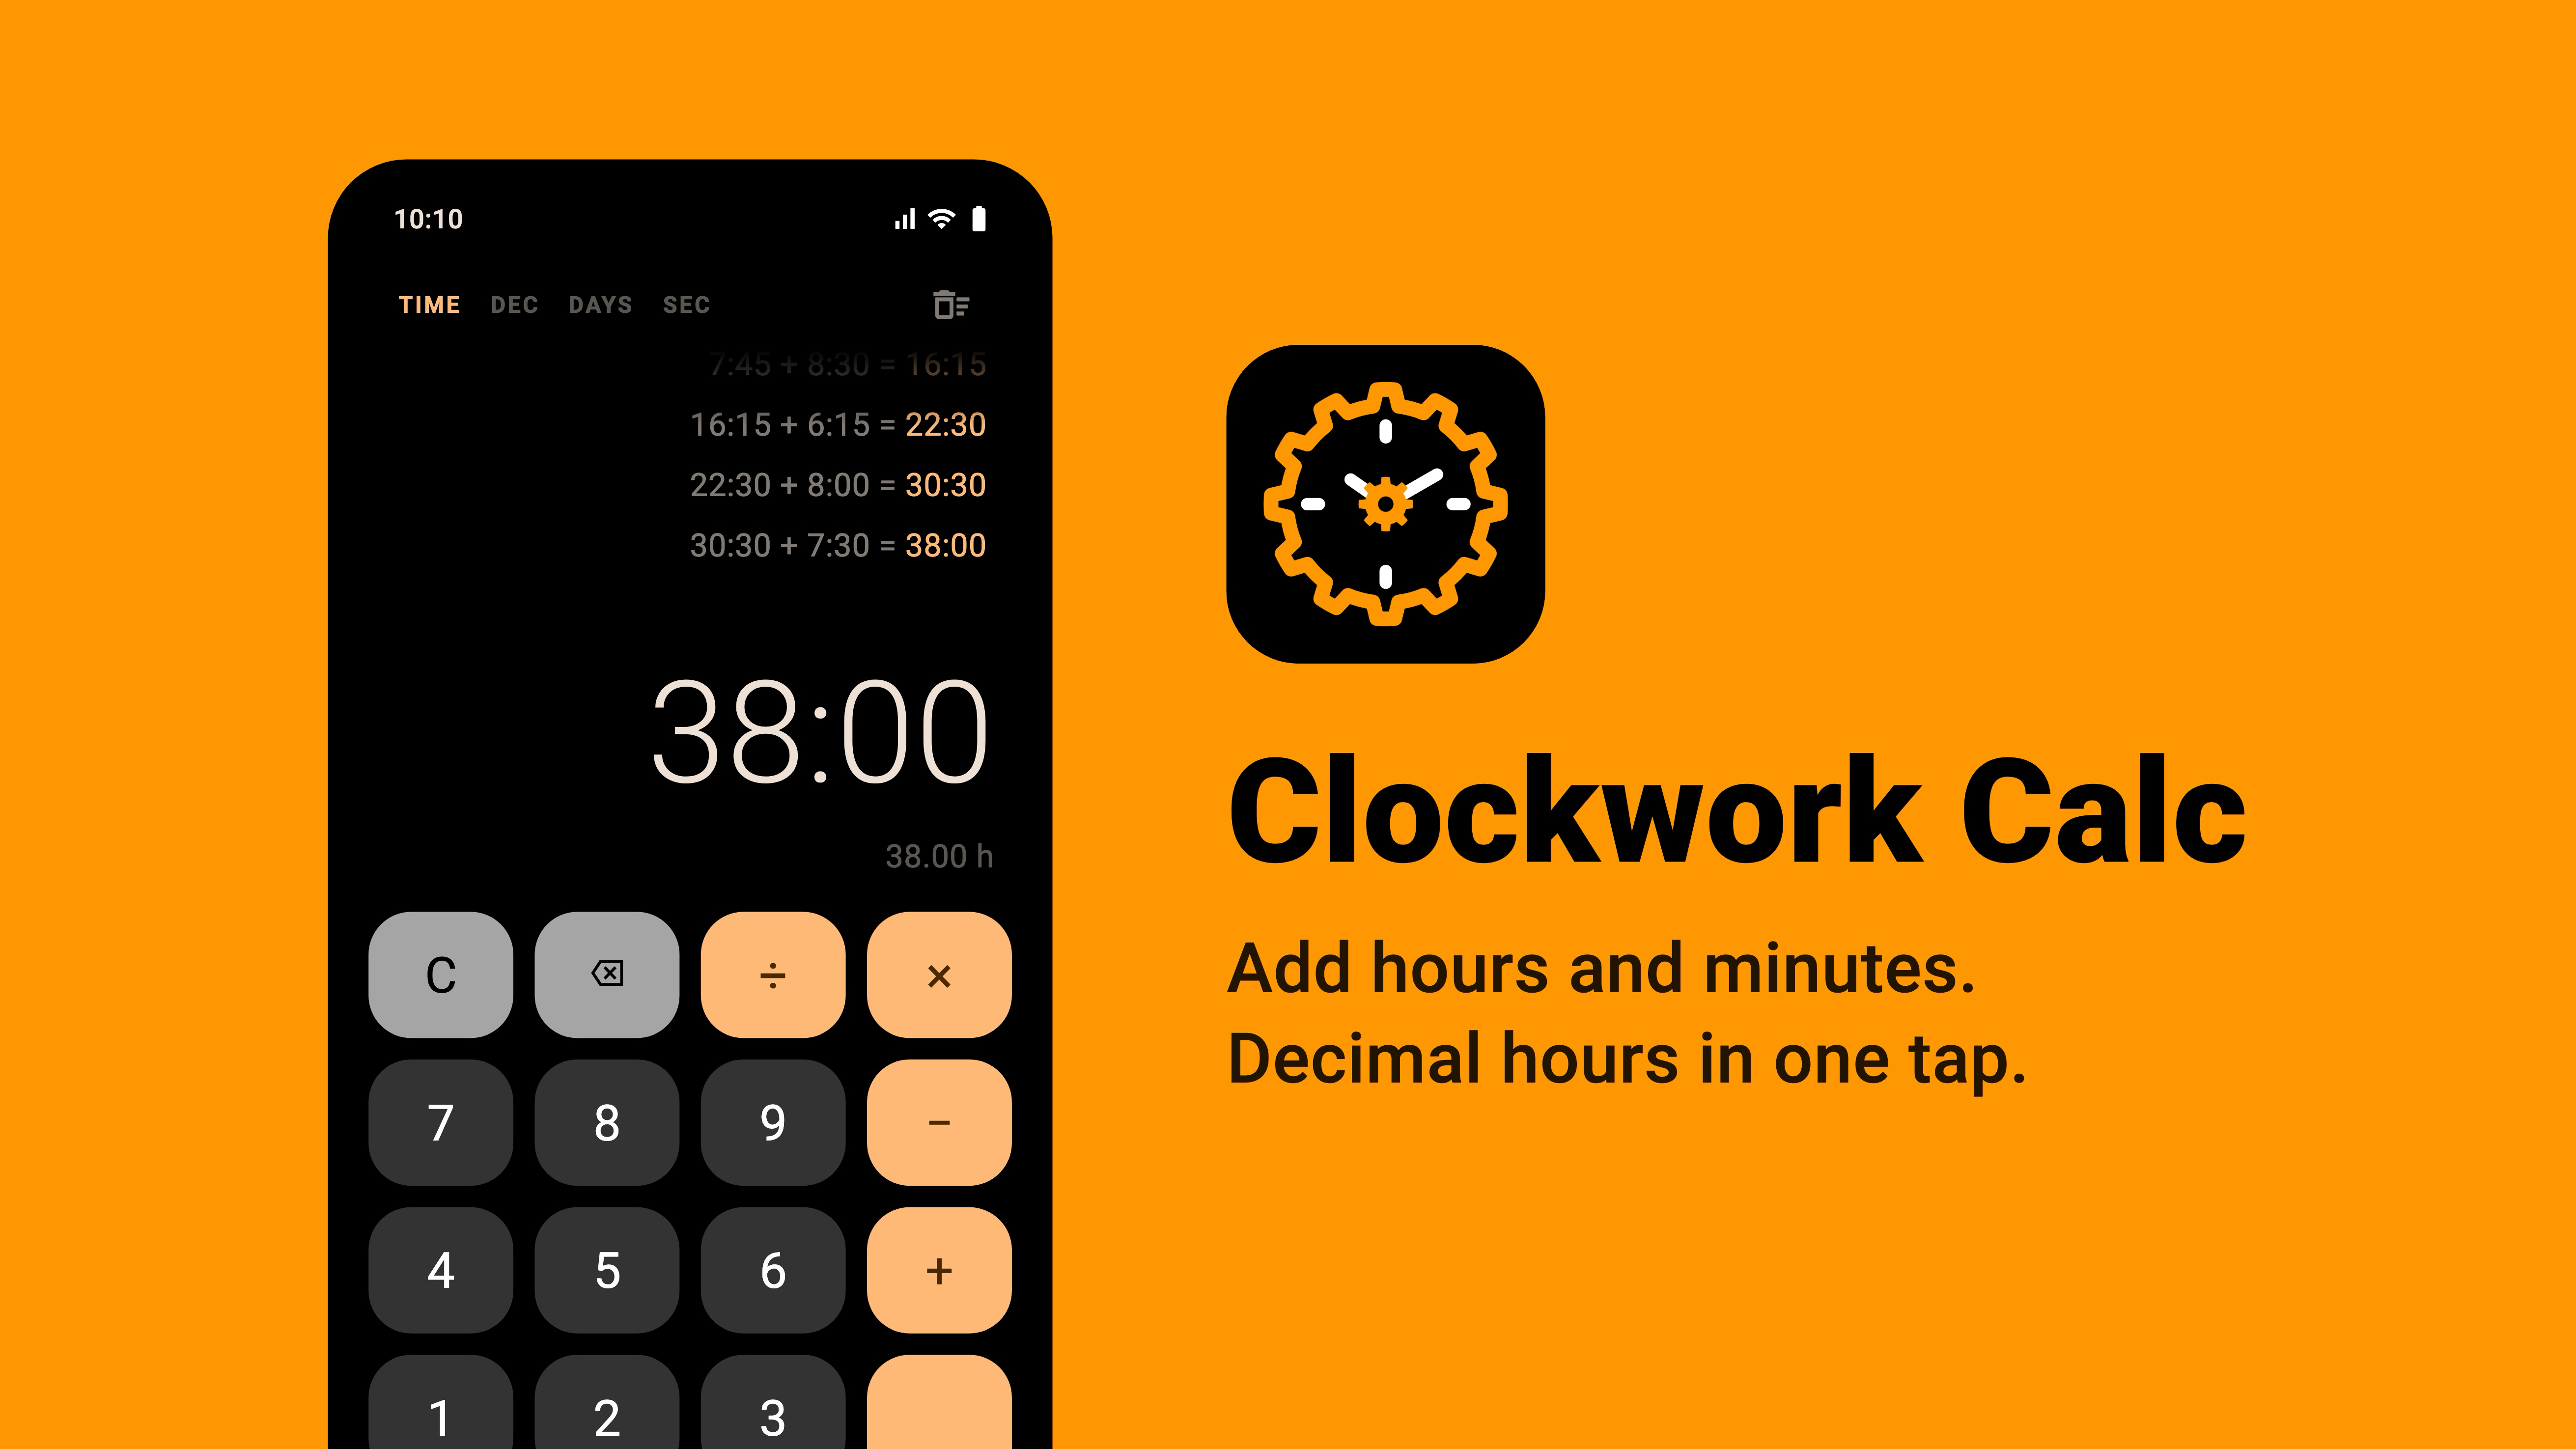 10:10
TIME DEC DAYS SEC
7:45 + 8:30 = 16:15
16:15 + 6:15 = 22:30
22:30 + 8:00 = 30:30
30:30 + 7:30 = 38:00
38:00
38.00 h
C ÷ ×
7 8 9 −
4 5 6 +
1 2 3
Clockwork Calc
Add hours and minutes.
Decimal hours in one tap.